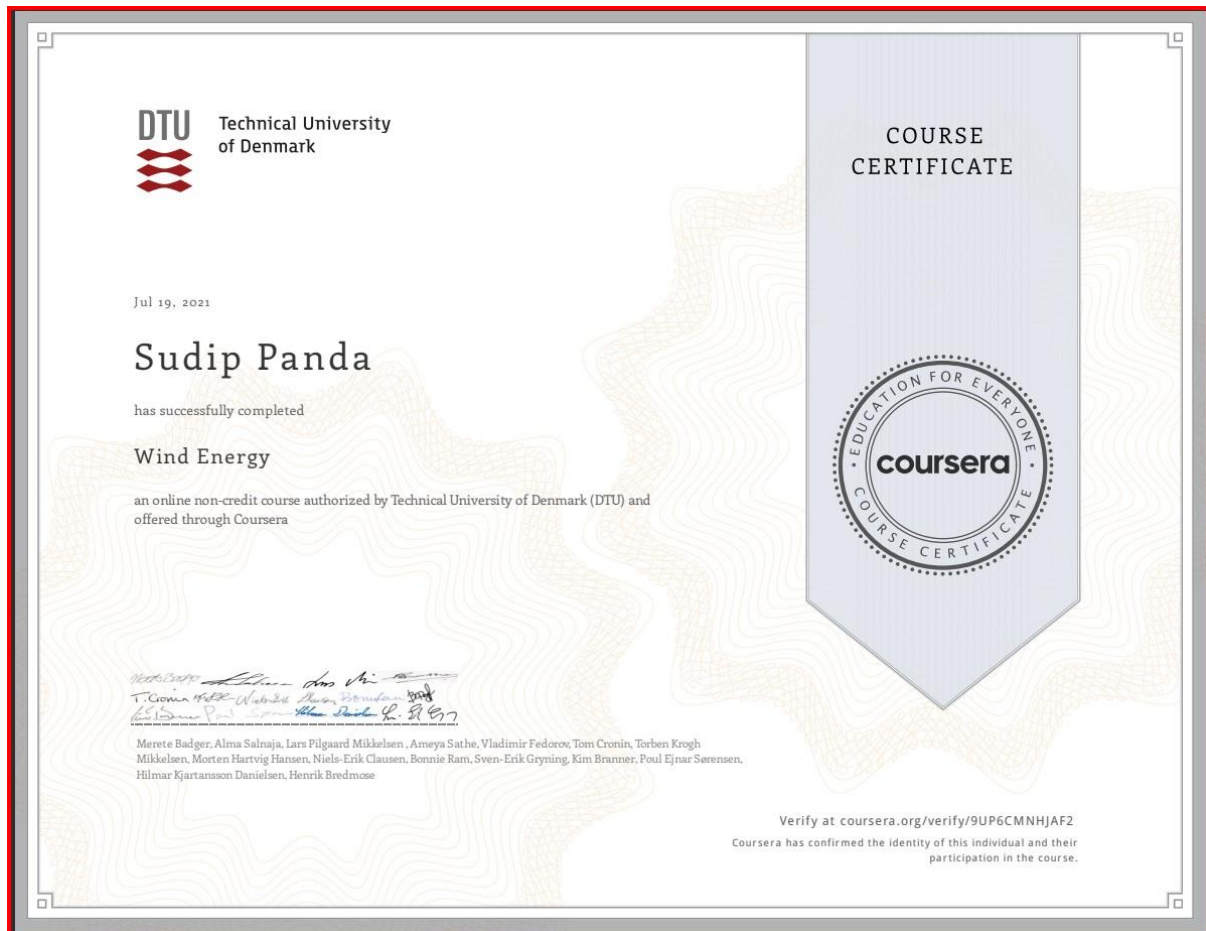 DTU
Technical University
of Denmark
COURSE
CERTIFICATE
Jul 19, 2021
Sudip Panda
has successfully completed
Wind Energy
an online non-credit course authorized by Technical University of Denmark (DTU) and
offered through Coursera
EDUCATION FOR EVERYONE
coursera
COURSE CERTIFICATE
T. Cronin
Merete Badger, Alma Salnaja, Lars Pilgaard Mikkelsen , Ameya Sathe, Vladimir Fedorov, Tom Cronin, Torben Krogh
Mikkelsen, Morten Hartvig Hansen, Niels-Erik Clausen, Bonnie Ram, Sven-Erik Gryning, Kim Branner, Poul Ejnar Sørensen,
Hilmar Kjartansson Danielsen, Henrik Bredmose
Verify at coursera.org/verify/9UP6CMNHJAF2
Coursera has confirmed the identity of this individual and their
participation in the course.